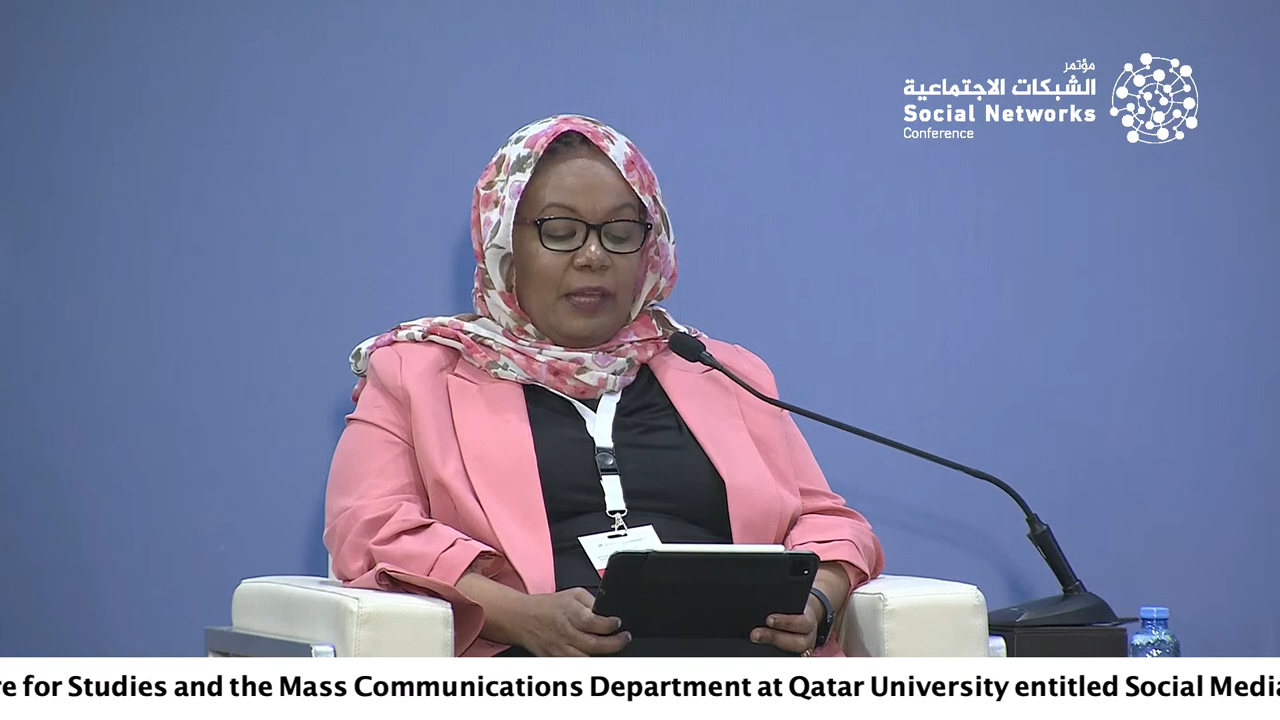 مؤتمر
الشبكات الاجتماعية
Social Networks
Conference
re for Studies and the Mass Communications Department at Qatar University entitled Social Media